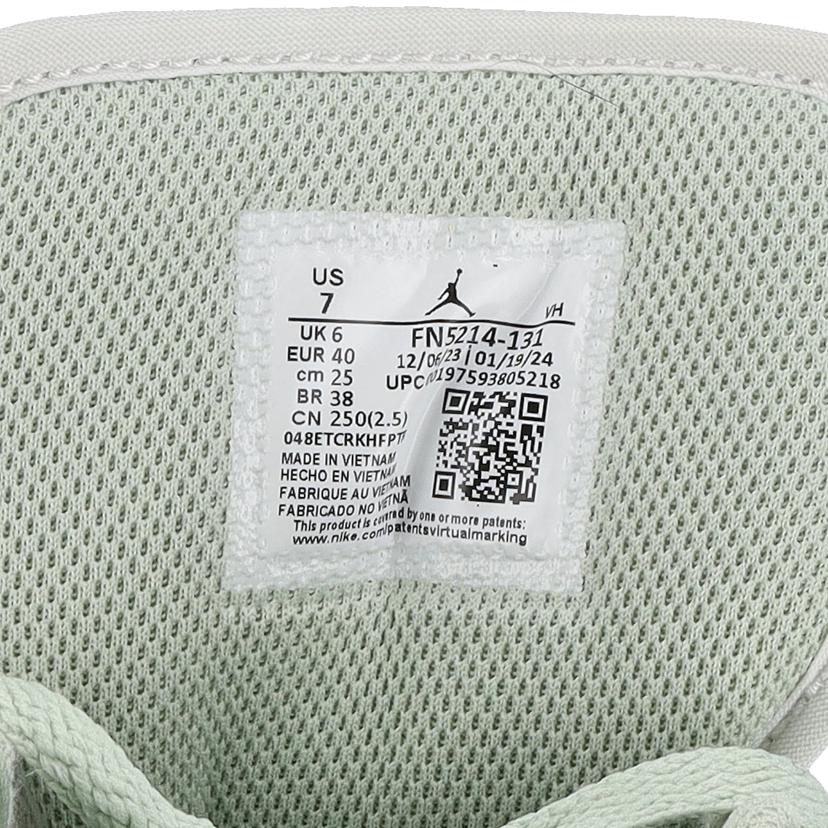 US
7
VH
UK 6
EUR 40
cm 25
BR 38
CN 250(2.5)
FN5214-131
12/06/23 | 01/19/24
UPC 00197593805218
MADE IN VIETNAM
HECHO EN VIETNAM
FABRIQUE AU VIETNAM
FABRICADO NO VIETNÃ
This product is covered by one or more patents:
www.nike.com/patentsvirtualmarking